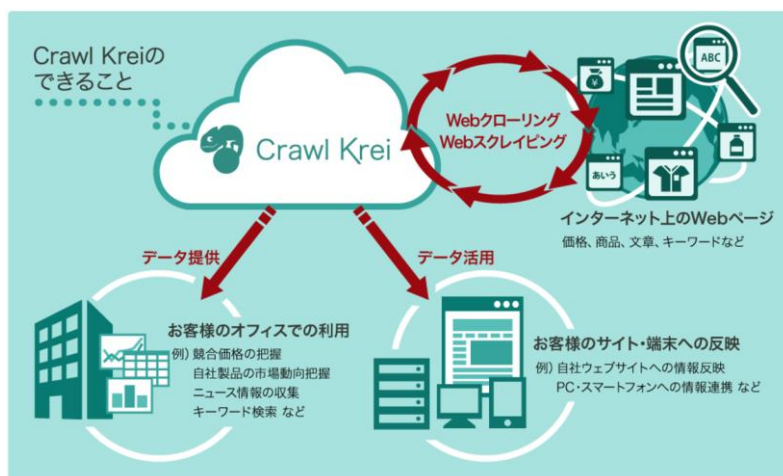 Crawl Kreiの
できること
Crawl Krei
Webクローリング
Webスクレイピング
ABC
¥
あいう
インターネット上のWebページ
価格、商品、文章、キーワードなど
データ提供
データ活用
お客様のオフィスでの利用
例) 競合価格の把握
自社製品の市場動向把握
ニュース情報の収集
キーワード検索 など
お客様のサイト・端末への反映
例) 自社ウェブサイトへの情報反映
PC・スマートフォンへの情報連携 など